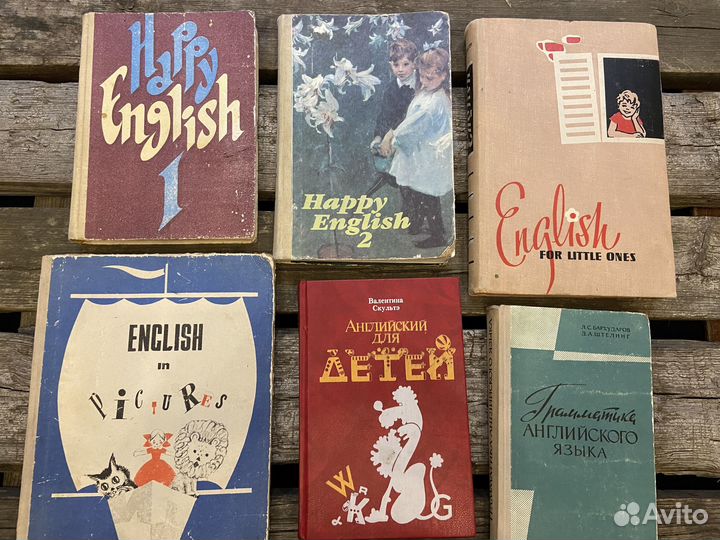 Happy
English
1
Happy
English
2
English
FOR LITTLE ONES
ENGLISH
in
PICTURES
Валентина
Скультэ
АНГЛИЙСКИЙ
ДЛЯ
ДЕТЕЙ
W
K
G
Л.С.БАРХУДАРОВ
Д.А.ШТЕЛИНГ
Грамматика
АНГЛИЙСКОГО
ЯЗЫКА
Avito